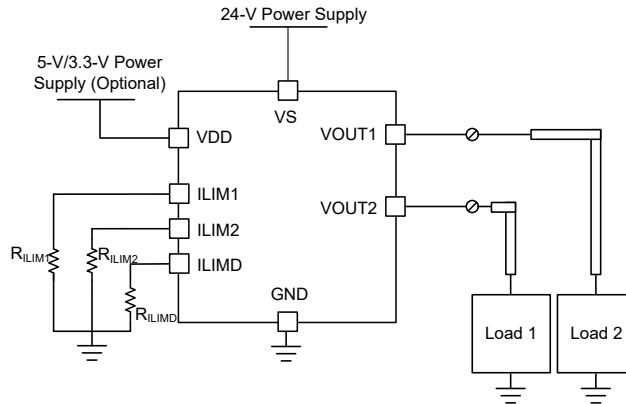 24-V Power Supply
5-V/3.3-V Power
Supply (Optional)
VS
VDD
VOUT1
ILIM1
VOUT2
ILIM2
ILIMD
RILIM1
RILIM2
RILIMD
GND
Load 1
Load 2